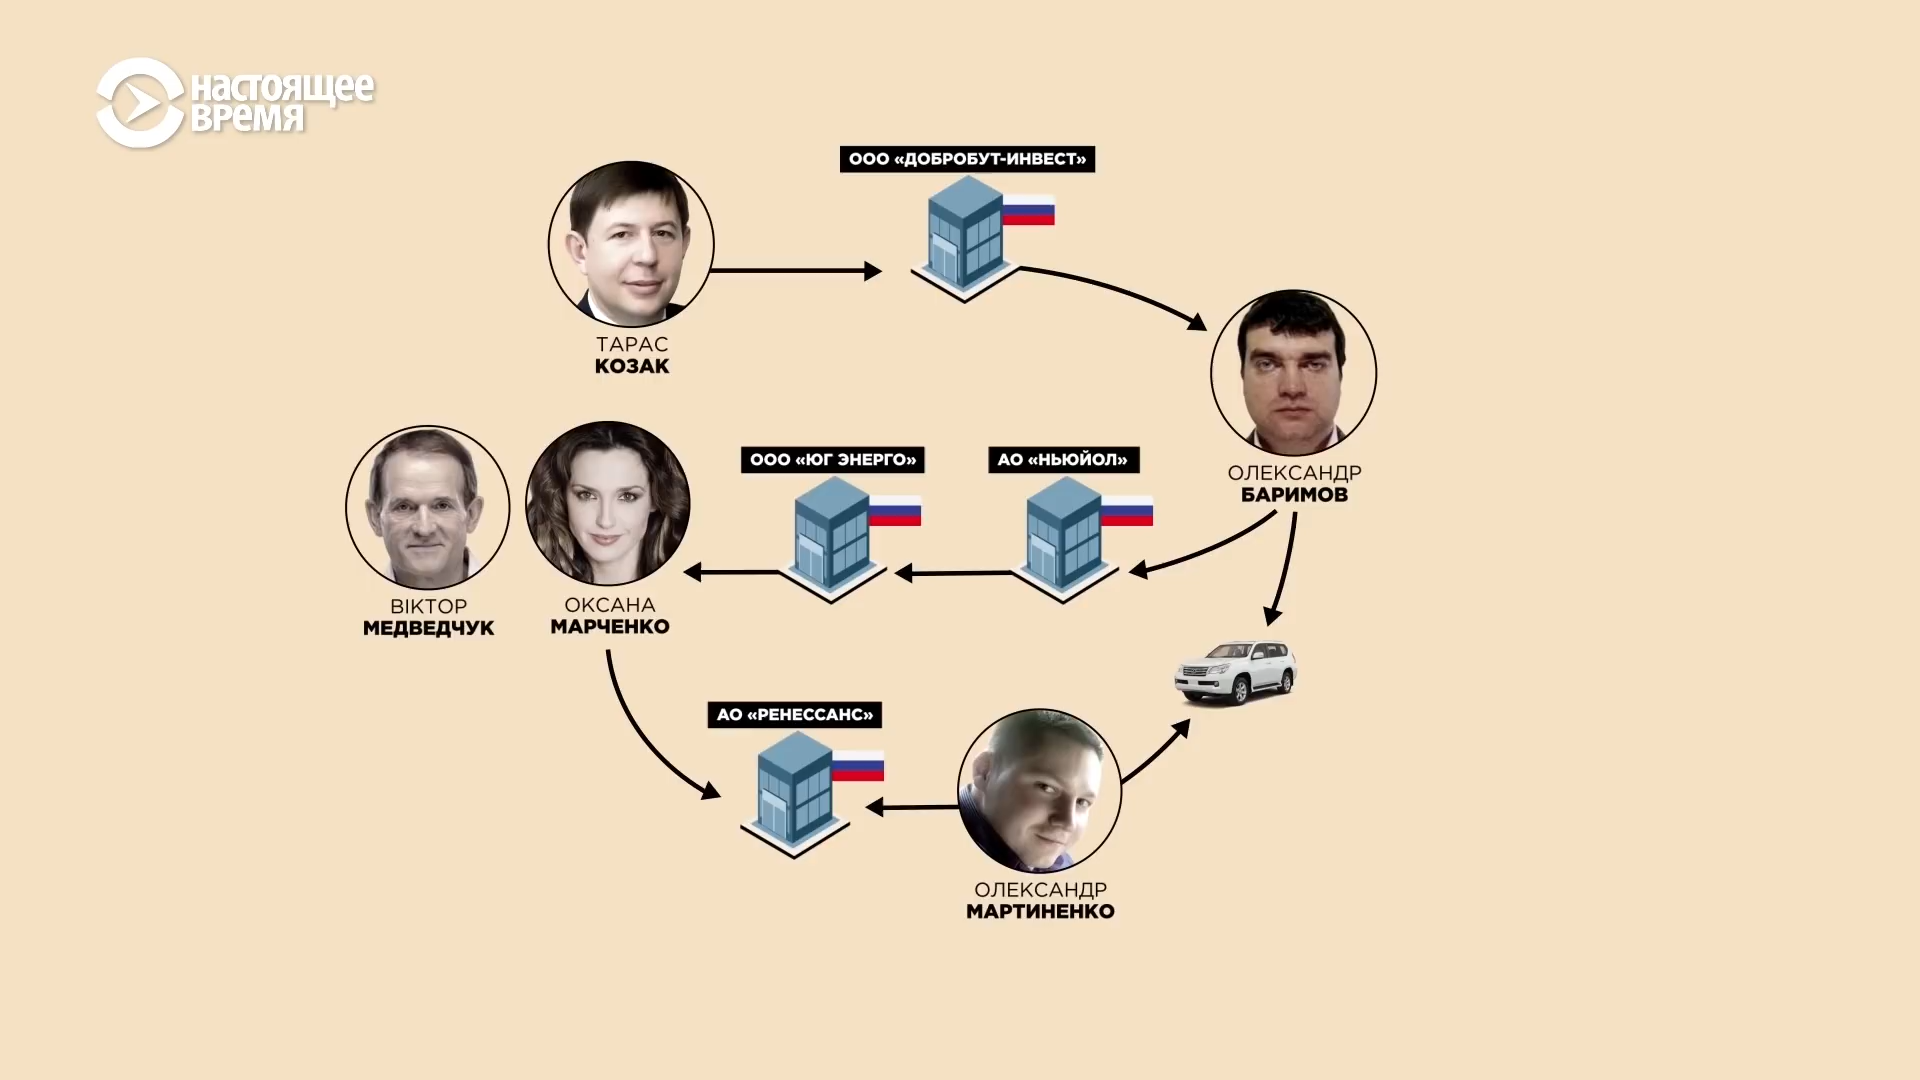 настоящее
время
ООО «ДОБРОБУТ-ИНВЕСТ»
ТАРАС
КОЗАК
ОЛЕКСАНДР
БАРИМОВ
ООО «ЮГ ЭНЕРГО»
АО «НЬЮЙОЛ»
ВІКТОР
МЕДВЕДЧУК
ОКСАНА
МАРЧЕНКО
АО «РЕНЕССАНС»
ОЛЕКСАНДР
МАРТИНЕНКО